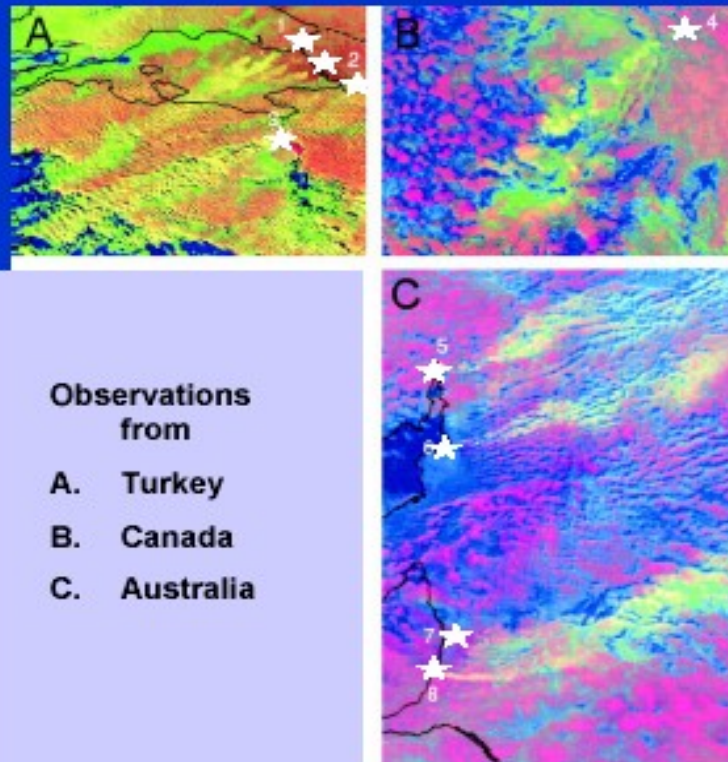 A
1
2
3
B
4
C
5
6
7
8
Observations
from
A. Turkey
B. Canada
C. Australia